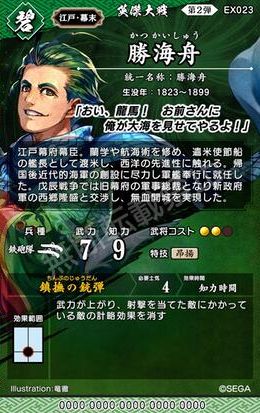 碧
江戸・幕末
英傑大戦
第2弾
EX023
かつかいしゅう
勝海舟
統一名称：勝海舟
生没年：1823～1899
「おい、龍馬！　お前さんに
俺が大海を見せてやるよ！」
江戸幕府幕臣。蘭学や航海術を修め、遣米使節船
の艦長として渡米し、西洋の先進性に触れる。帰
国後近代的海軍の創設に尽力し軍艦奉行に就任し
た。戊辰戦争では旧幕府の軍事総裁となり新政府
軍の西郷隆盛と交渉し、無血開城を実現した。
兵種
武力
知力
武将コスト
鉄砲隊
7
9
特技
昂揚
ちんぶのじゅうだん
鎮撫の銃弾
必要士気
4
効果時間
知力時間
効果範囲
武力が上がり、射撃を当てた敵にかかって
いる敵の計略効果を消す
Illustration:竜徹
©SEGA
0000-0000-0000-0000-0000